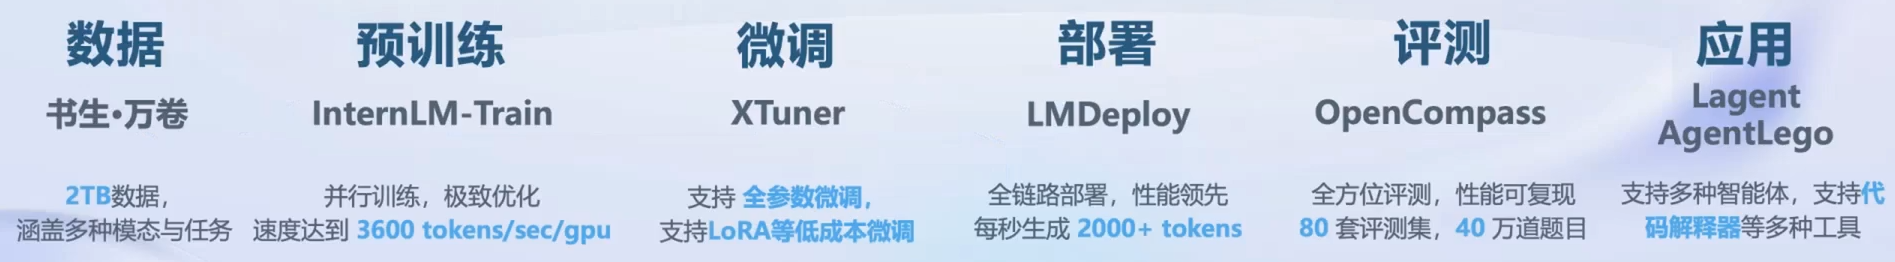 数据
书生·万卷
2TB数据，
涵盖多种模态与任务
预训练
InternLM-Train
并行训练，极致优化
速度达到 3600 tokens/sec/gpu
微调
XTuner
支持 全参数微调，
支持LoRA等低成本微调
部署
LMDeploy
全链路部署，性能领先
每秒生成 2000+ tokens
评测
OpenCompass
全方位评测，性能可复现
80 套评测集，40 万道题目
应用
Lagent
AgentLego
支持多种智能体，支持代
码解释器等多种工具